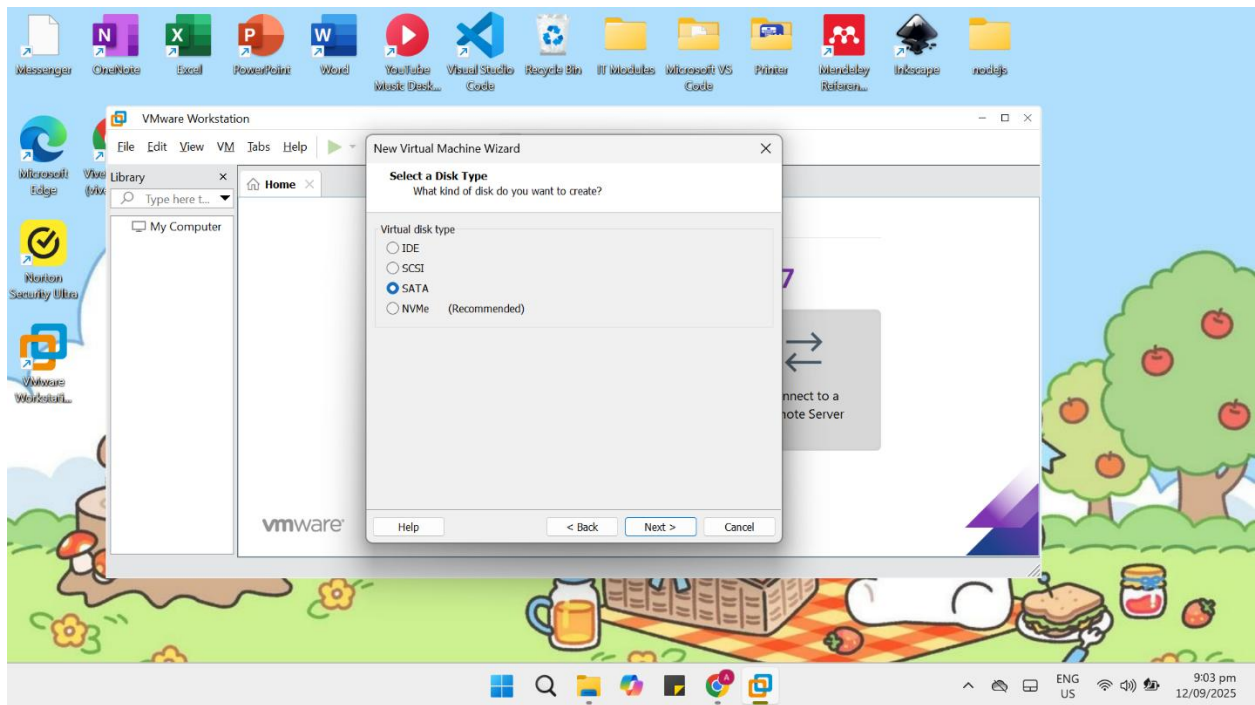 Messenger
OneNote
Excel
PowerPoint
Word
YouTube
Music Desk...
Visual Studio
Code
Recycle Bin
IT Modules
Microsoft VS
Code
Printer
Mendeley
Referen...
Inkscape
nodejs
Microsoft
Edge
Norton
Security Ultra
VMware
Workstati...
VMware Workstation
File Edit View VM Tabs Help
Library
Type here t...
My Computer
Home
New Virtual Machine Wizard
Select a Disk Type
What kind of disk do you want to create?
Virtual disk type
IDE
SCSI
SATA
NVMe (Recommended)
Help < Back Next > Cancel
7
nnect to a
note Server
vmware
ENG
US
9:03 pm
12/09/2025